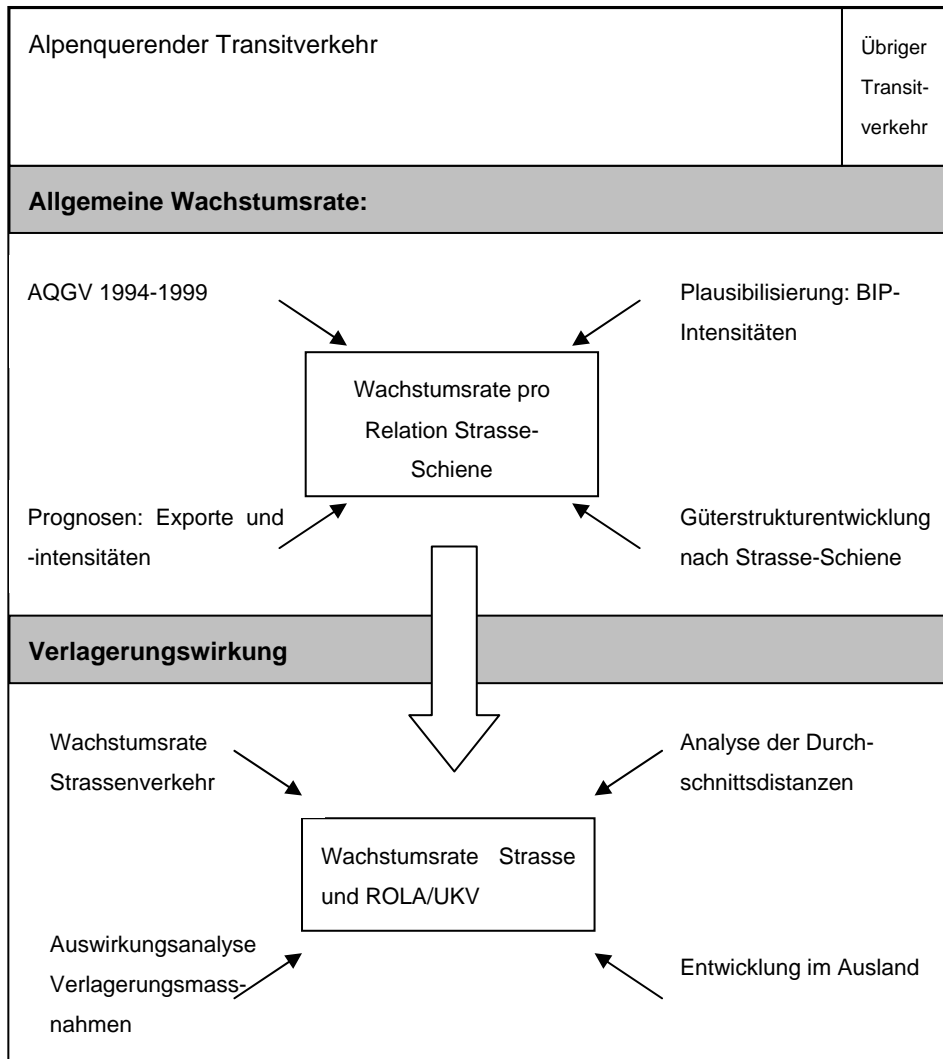 Alpenquerender Transitverkehr
Übriger
Transit-
verkehr
Allgemeine Wachstumsrate:
AQGV 1994-1999
Plausibilisierung: BIP-
Intensitäten
Wachstumsrate pro
Relation Strasse-
Schiene
Prognosen: Exporte und
-intensitäten
Güterstrukturentwicklung
nach Strasse-Schiene
Verlagerungswirkung
Wachstumsrate
Strassenverkehr
Analyse der Durch-
schnittsdistanzen
Wachstumsrate Strasse
und ROLA/UKV
Auswirkungsanalyse
Verlagerungsmass-
nahmen
Entwicklung im Ausland